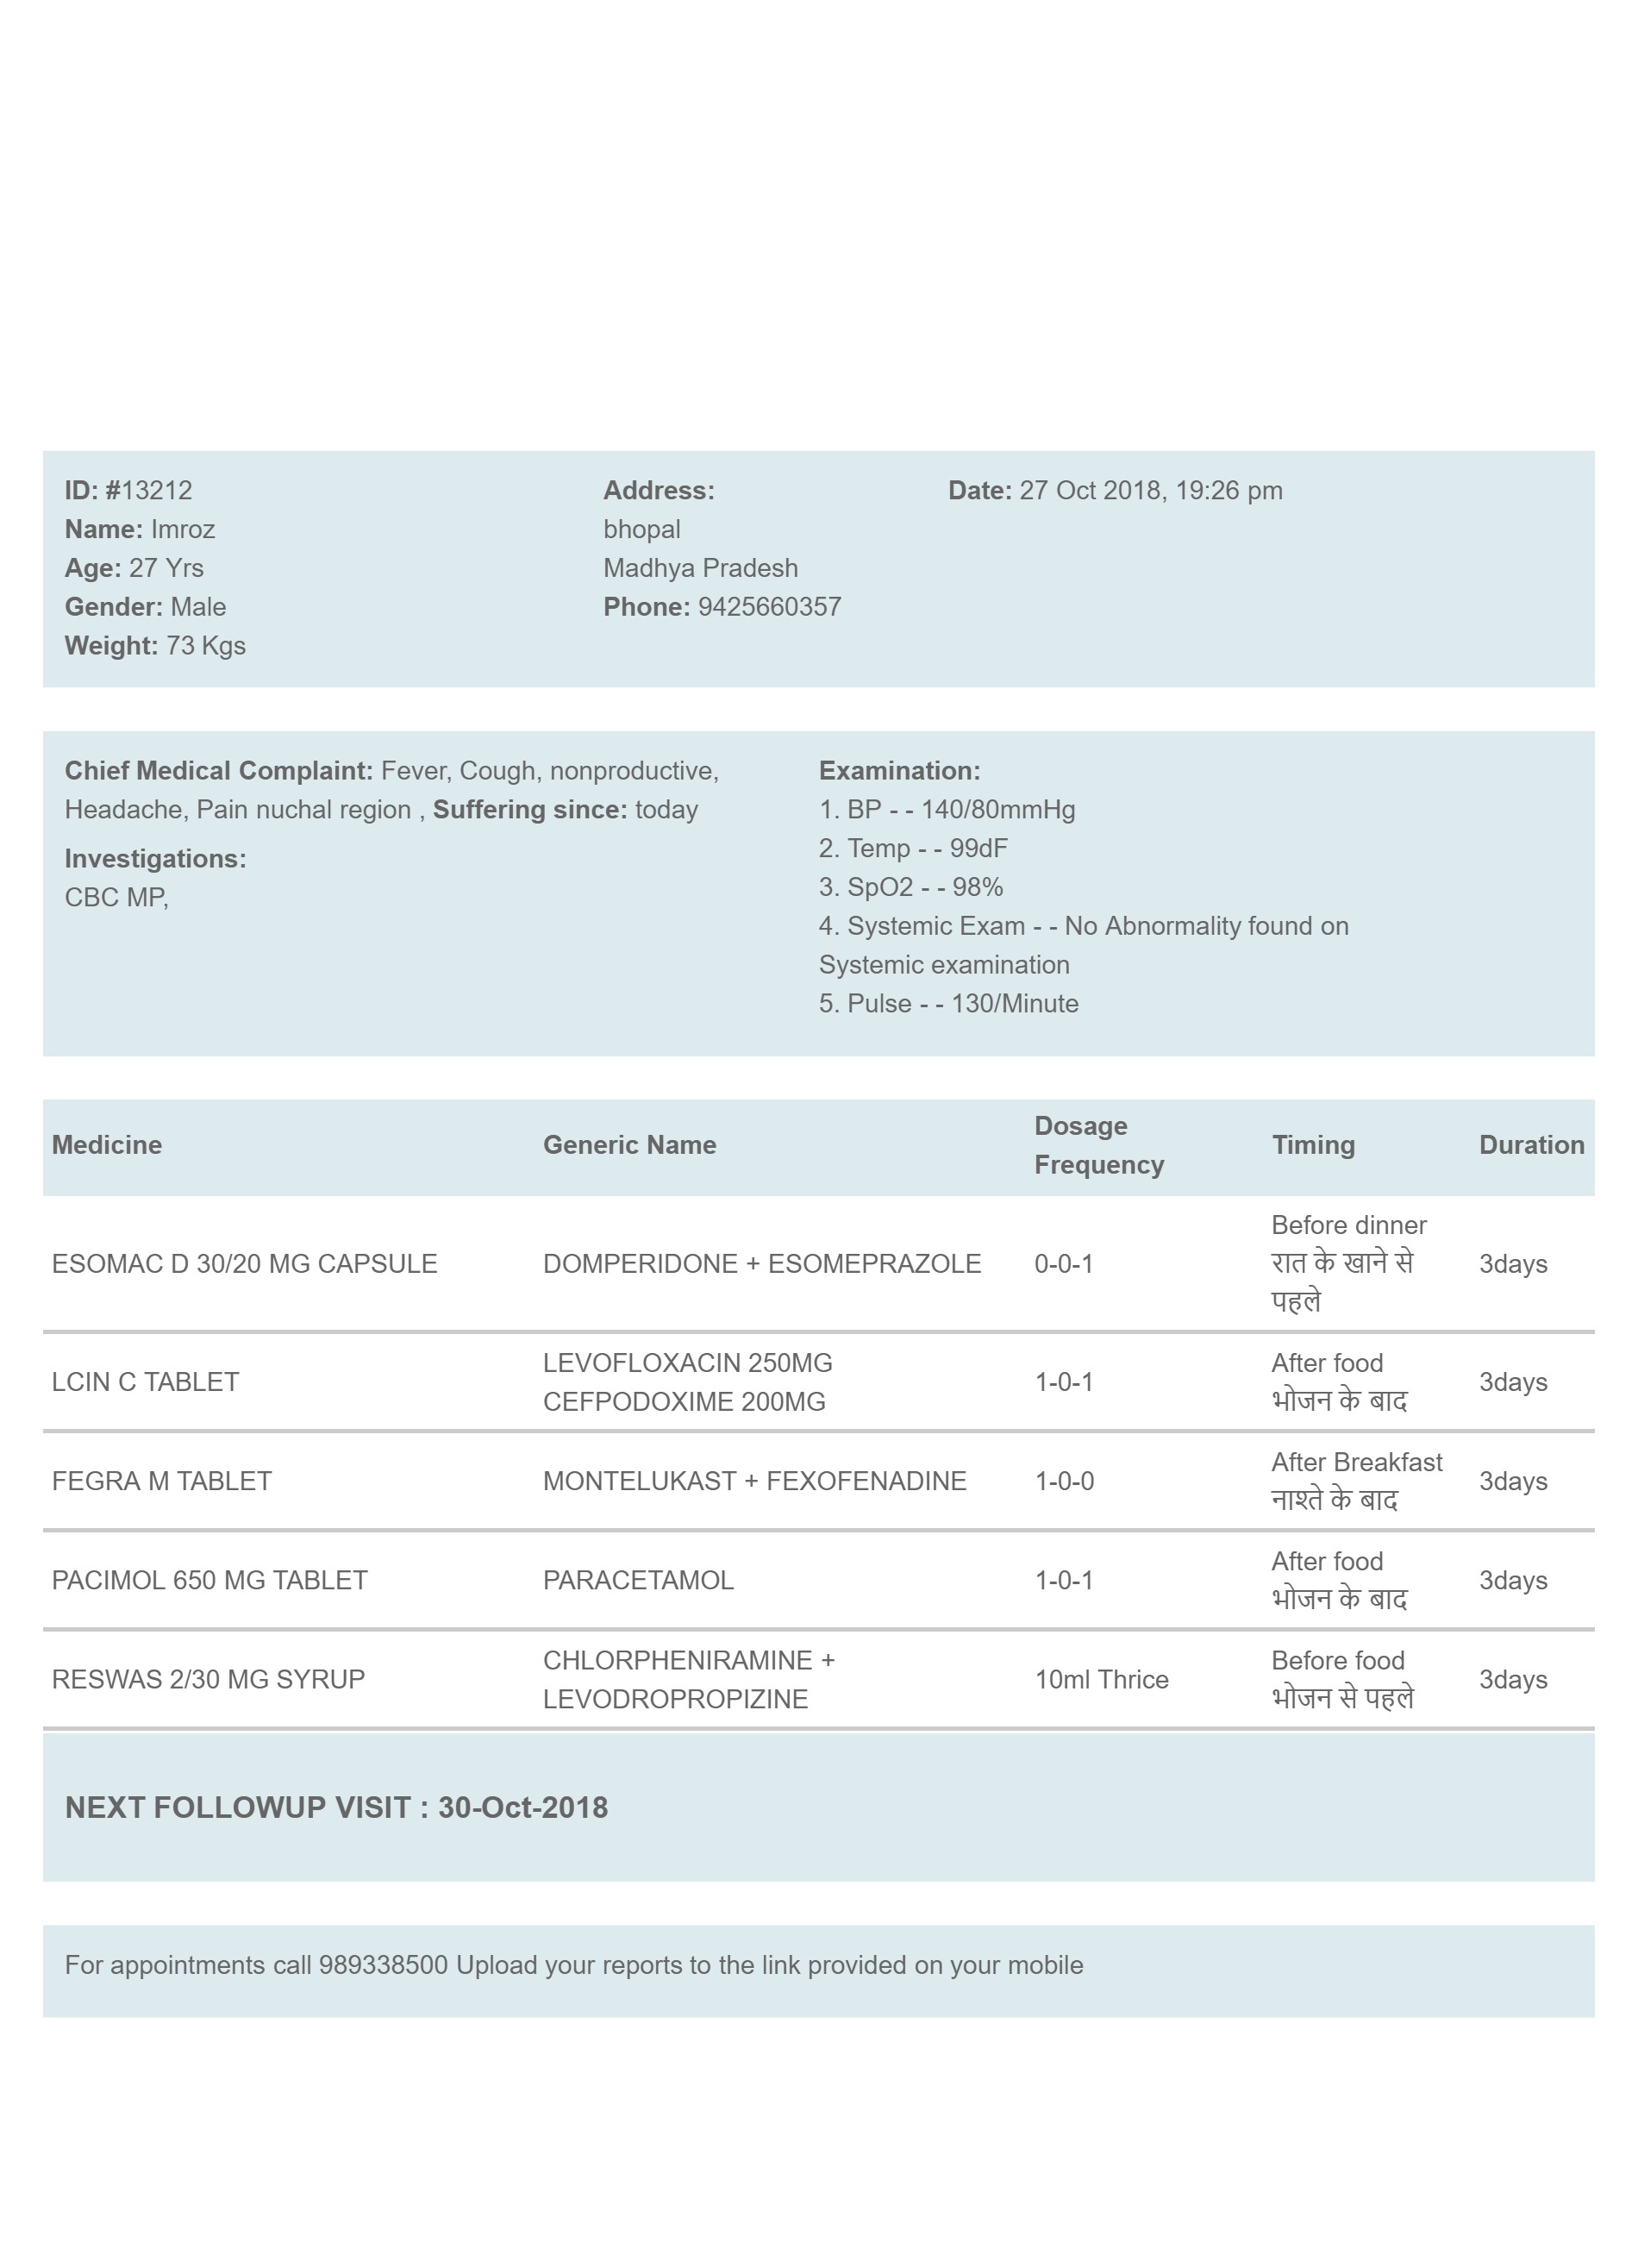 ID: #13212
Name: Imroz
Age: 27 Yrs
Gender: Male
Weight: 73 Kgs
Address:
bhopal
Madhya Pradesh
Phone: 9425660357
Date: 27 Oct 2018, 19:26 pm
Chief Medical Complaint: Fever, Cough, nonproductive,
Headache, Pain nuchal region , Suffering since: today
Investigations:
CBC MP,
Examination:
1. BP - - 140/80mmHg
2. Temp - - 99dF
3. SpO2 - - 98%
4. Systemic Exam - - No Abnormality found on
Systemic examination
5. Pulse - - 130/Minute
Medicine
Generic Name
Dosage
Frequency
Timing
Duration
ESOMAC D 30/20 MG CAPSULE
DOMPERIDONE + ESOMEPRAZOLE
0-0-1
Before dinner
रात के खाने से
पहले
3days
LCIN C TABLET
LEVOFLOXACIN 250MG
CEFPODOXIME 200MG
1-0-1
After food
भोजन के बाद
3days
FEGRA M TABLET
MONTELUKAST + FEXOFENADINE
1-0-0
After Breakfast
नाश्ते के बाद
3days
PACIMOL 650 MG TABLET
PARACETAMOL
1-0-1
After food
भोजन के बाद
3days
RESWAS 2/30 MG SYRUP
CHLORPHENIRAMINE +
LEVODROPROPIZINE
10ml Thrice
Before food
भोजन से पहले
3days
NEXT FOLLOWUP VISIT : 30-Oct-2018
For appointments call 989338500 Upload your reports to the link provided on your mobile